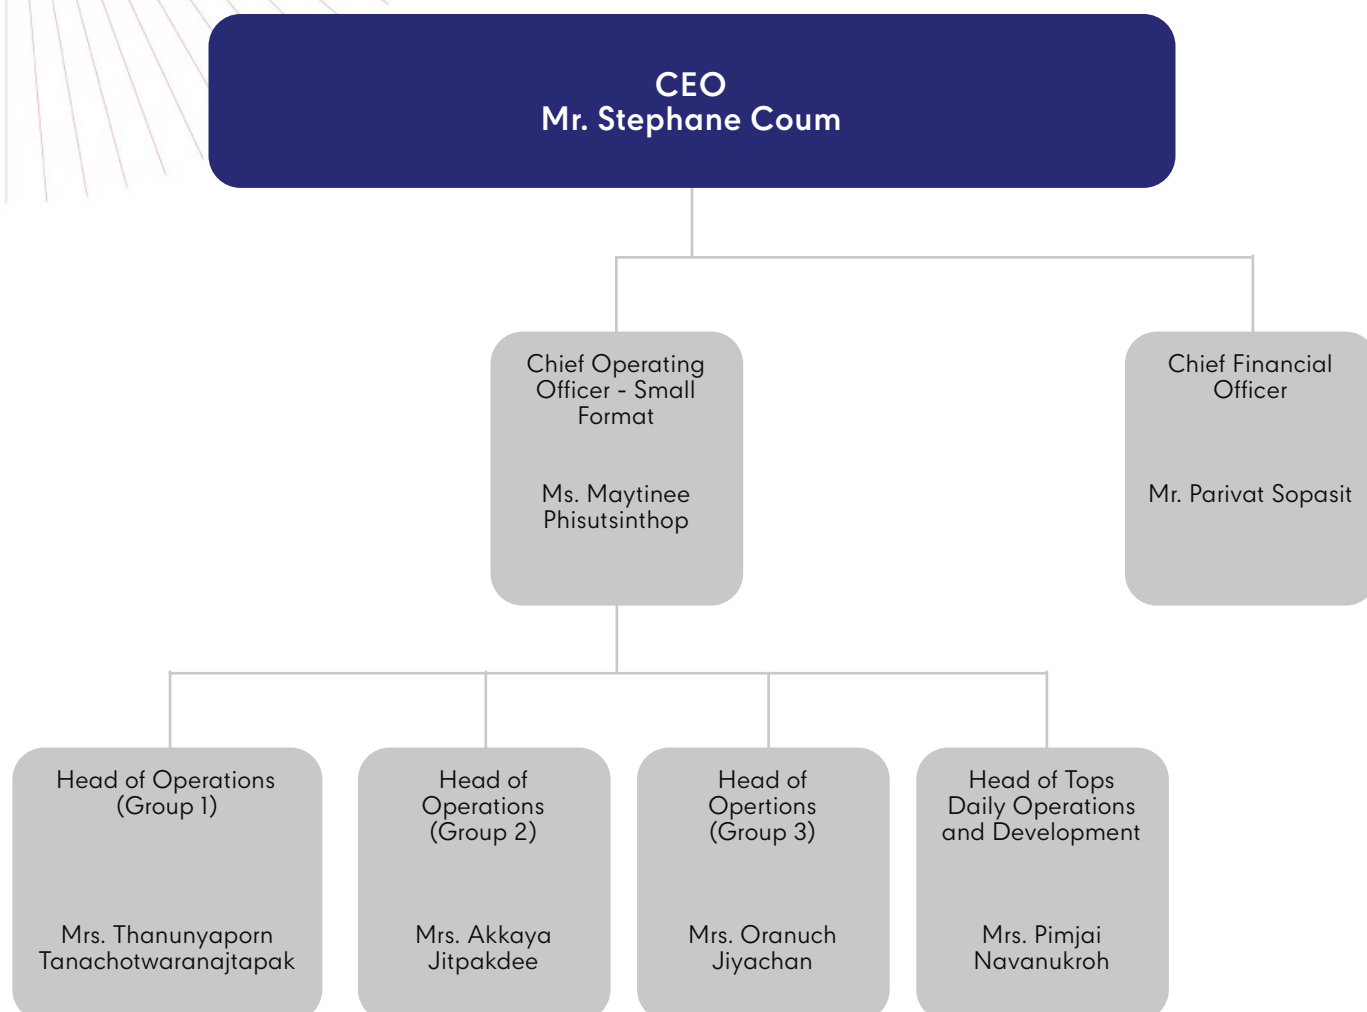 CEO
Mr. Stephane Coum
Chief Operating
Officer - Small
Format
Ms. Maytinee
Phisutsinthop
Chief Financial
Officer
Mr. Parivat Sopasit
Head of Operations
(Group 1)
Mrs. Thanunyaporn
Tanachotwaranajtapak
Head of
Operations
(Group 2)
Mrs. Akkaya
Jitpakdee
Head of
Opertions
(Group 3)
Mrs. Oranuch
Jiyachan
Head of Tops
Daily Operations
and Development
Mrs. Pimjai
Navanukroh